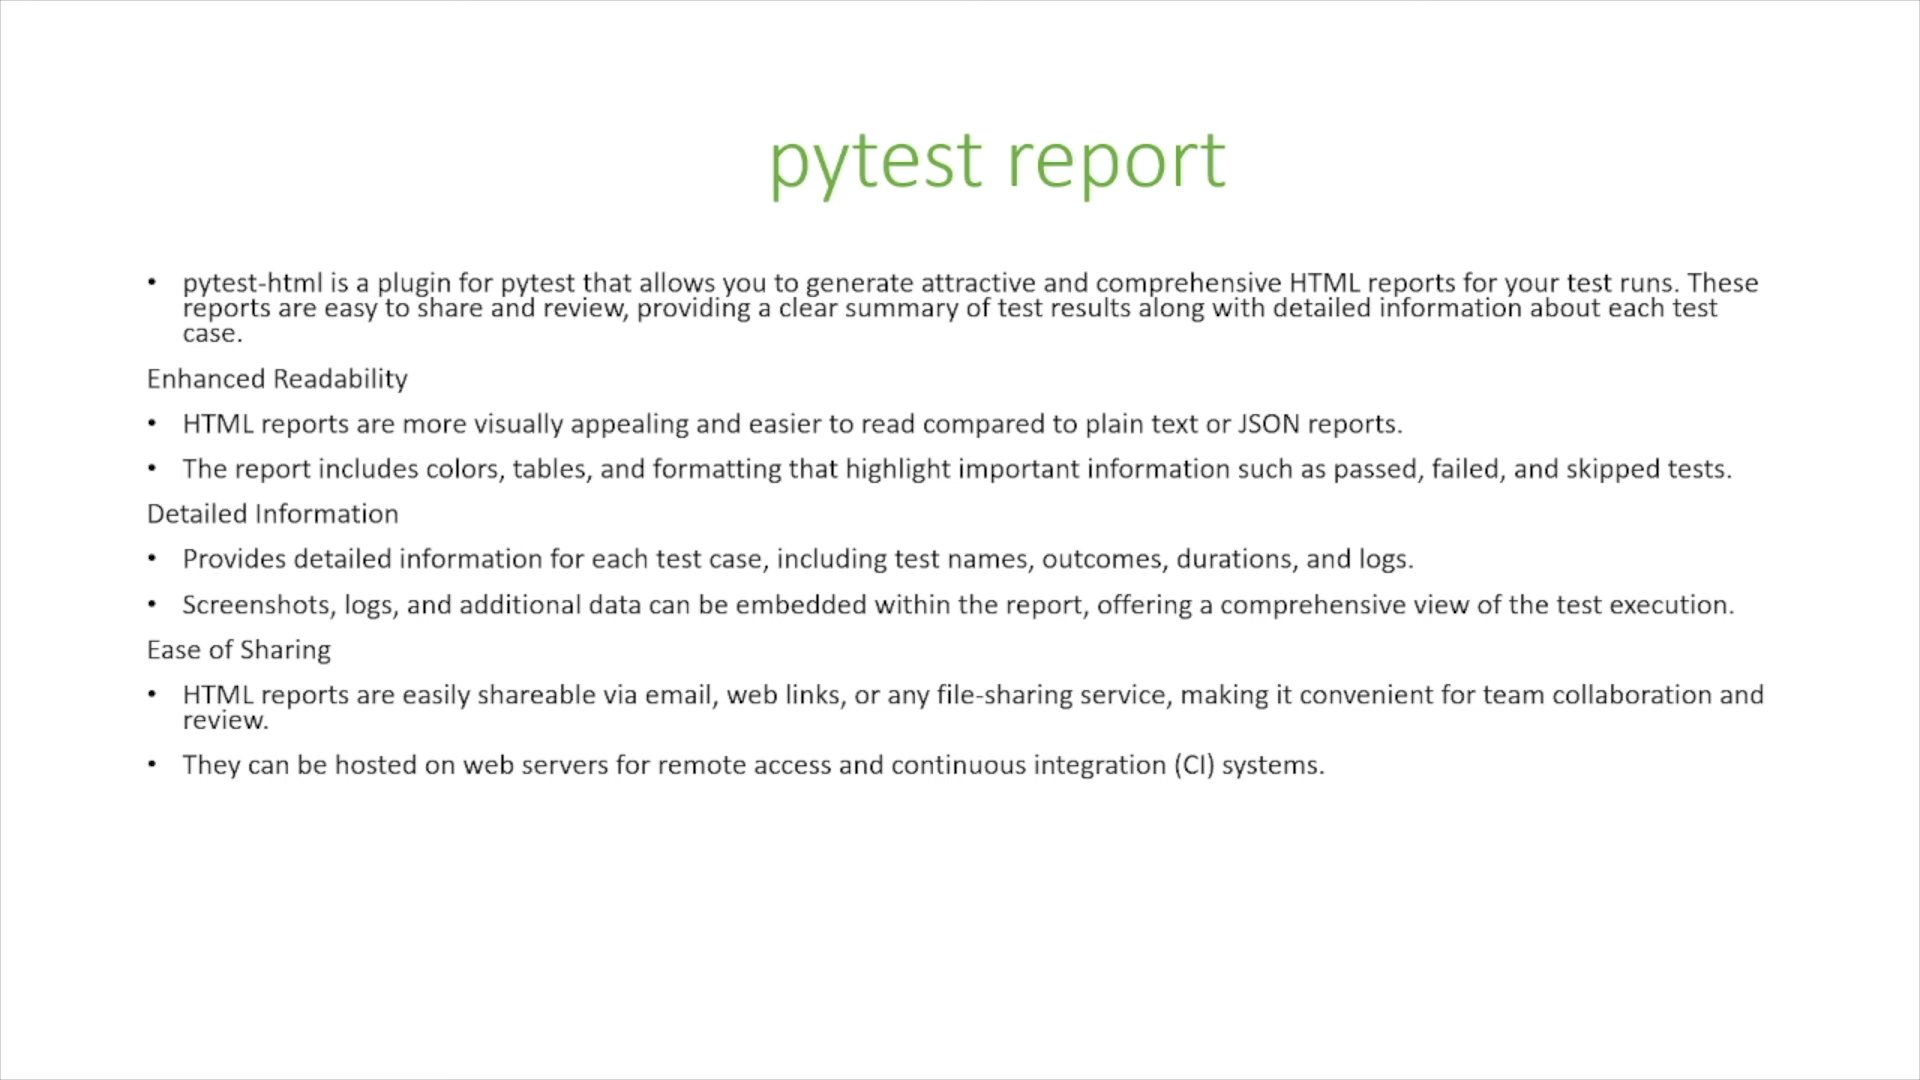 pytest report
• pytest-html is a plugin for pytest that allows you to generate attractive and comprehensive HTML reports for your test runs. These
reports are easy to share and review, providing a clear summary of test results along with detailed information about each test
case.
Enhanced Readability
• HTML reports are more visually appealing and easier to read compared to plain text or JSON reports.
• The report includes colors, tables, and formatting that highlight important information such as passed, failed, and skipped tests.
Detailed Information
• Provides detailed information for each test case, including test names, outcomes, durations, and logs.
• Screenshots, logs, and additional data can be embedded within the report, offering a comprehensive view of the test execution.
Ease of Sharing
• HTML reports are easily shareable via email, web links, or any file-sharing service, making it convenient for team collaboration and
review.
• They can be hosted on web servers for remote access and continuous integration (CI) systems.